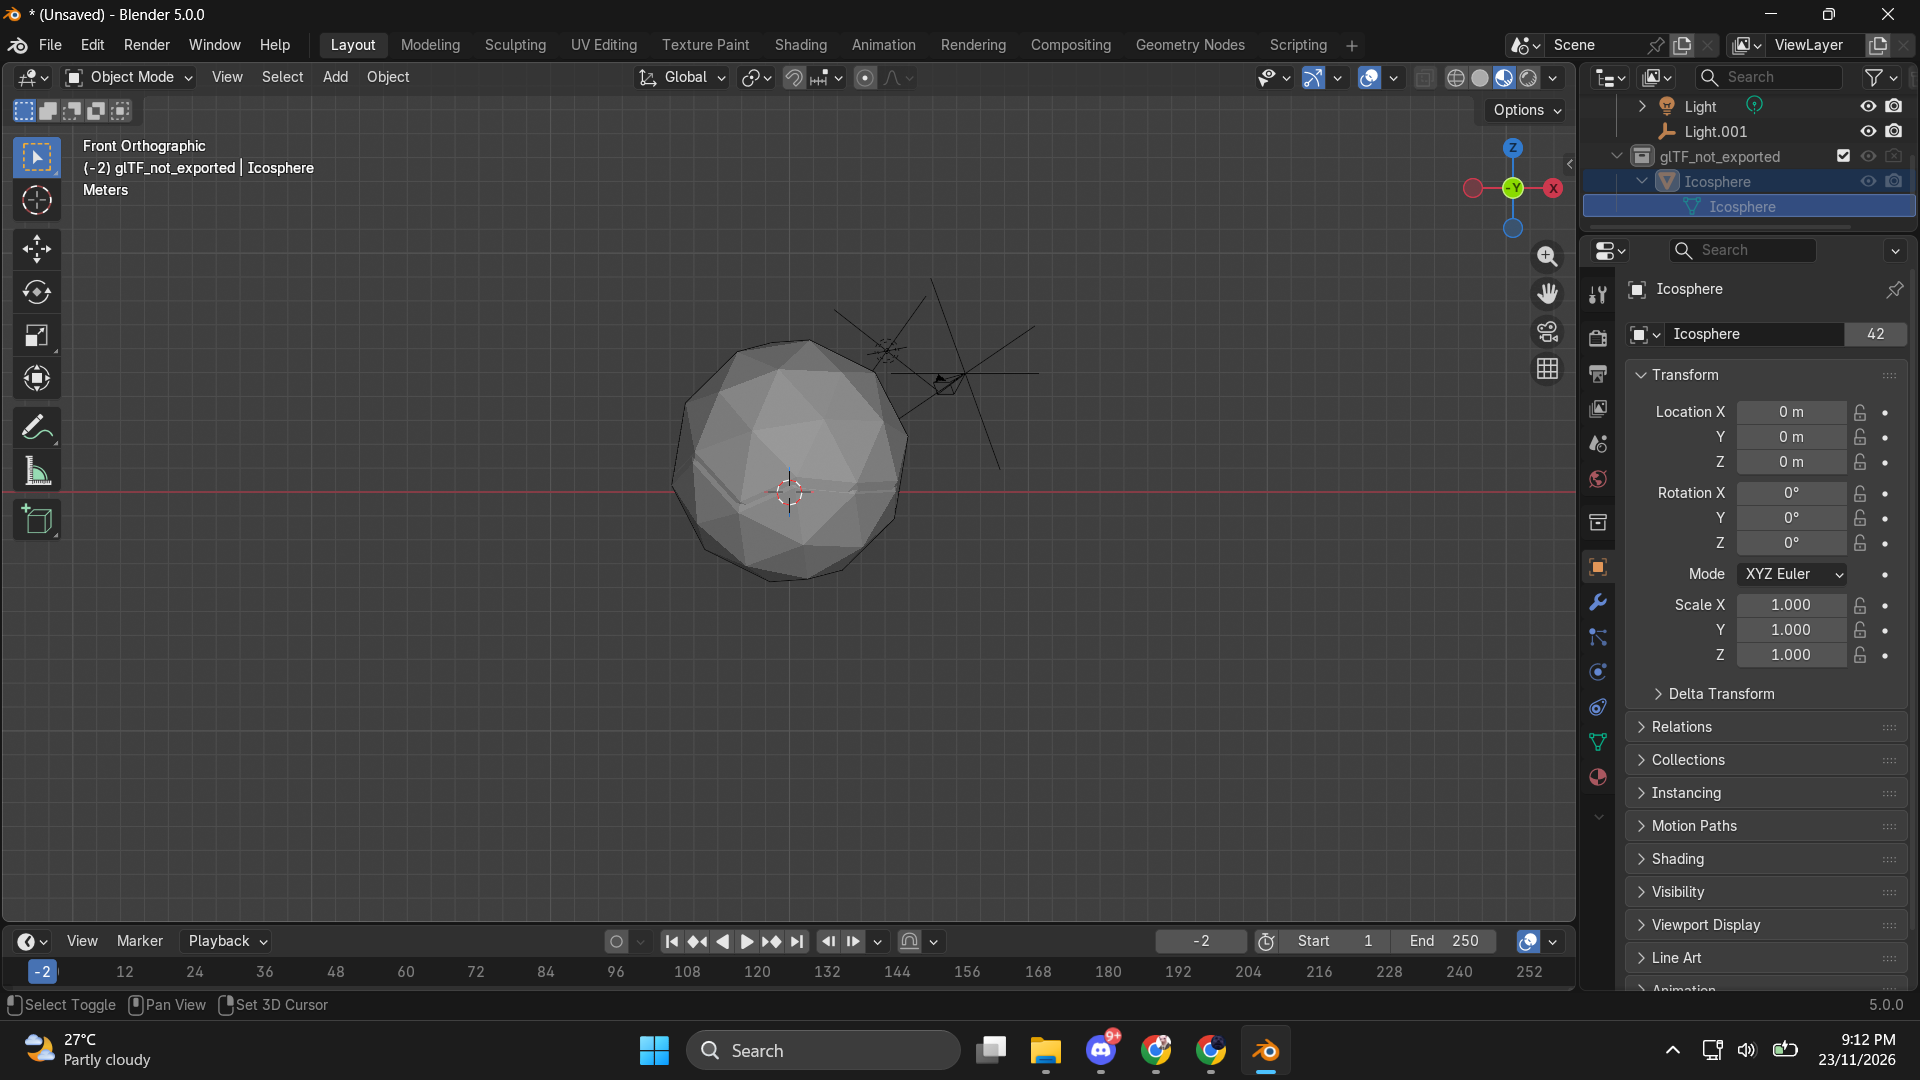 * (Unsaved) - Blender 5.0.0
File Edit Render Window Help
Layout Modeling Sculpting UV Editing Texture Paint Shading Animation Rendering Compositing Geometry Nodes Scripting
Scene
ViewLayer
Object Mode View Select Add Object
Global
Search
Options
Front Orthographic
(-2) glTF_not_exported | Icosphere
Meters
Z
-Y
X
Light
Light.001
glTF_not_exported
Icosphere
Icosphere
Search
Icosphere
Icosphere 42
Transform
Location X 0 m
Y 0 m
Z 0 m
Rotation X 0°
Y 0°
Z 0°
Mode XYZ Euler
Scale X 1.000
Y 1.000
Z 1.000
Delta Transform
Relations
Collections
Instancing
Motion Paths
Shading
Visibility
Viewport Display
Line Art
Animation
View Marker Playback
-2
Start 1
End 250
-2 12 24 36 48 60 72 84 96 108 120 132 144 156 168 180 192 204 216 228 240 252
Select Toggle Pan View Set 3D Cursor
5.0.0
27°C
Partly cloudy
Search
9+
9:12 PM
23/11/2026